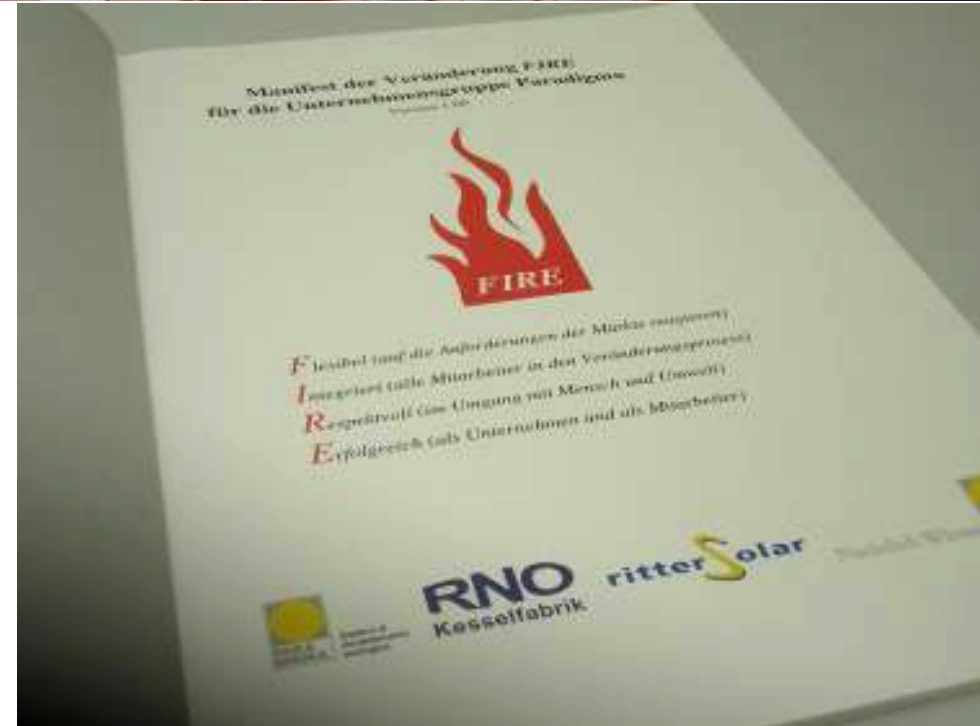 Manifest der Veränderung FIRE
für die Unternehmensgruppe Paradigma
FIRE
Flexibel (auf die Anforderungen der Märkte reagieren)
Integriert (alle Mitarbeiter in den Veränderungsprozess)
Respektvoll (im Umgang mit Mensch und Umwelt)
Erfolgreich (als Unternehmen und als Mitarbeiter)
RNO
Kesselfabrik
ritterSolar